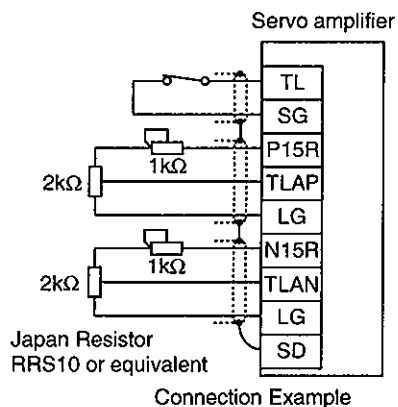 Servo amplifier
TL
SG
P15R
1kΩ
2kΩ
TLAP
LG
N15R
1kΩ
2kΩ
TLAN
LG
Japan Resistor
RRS10 or equivalent
SD
Connection Example